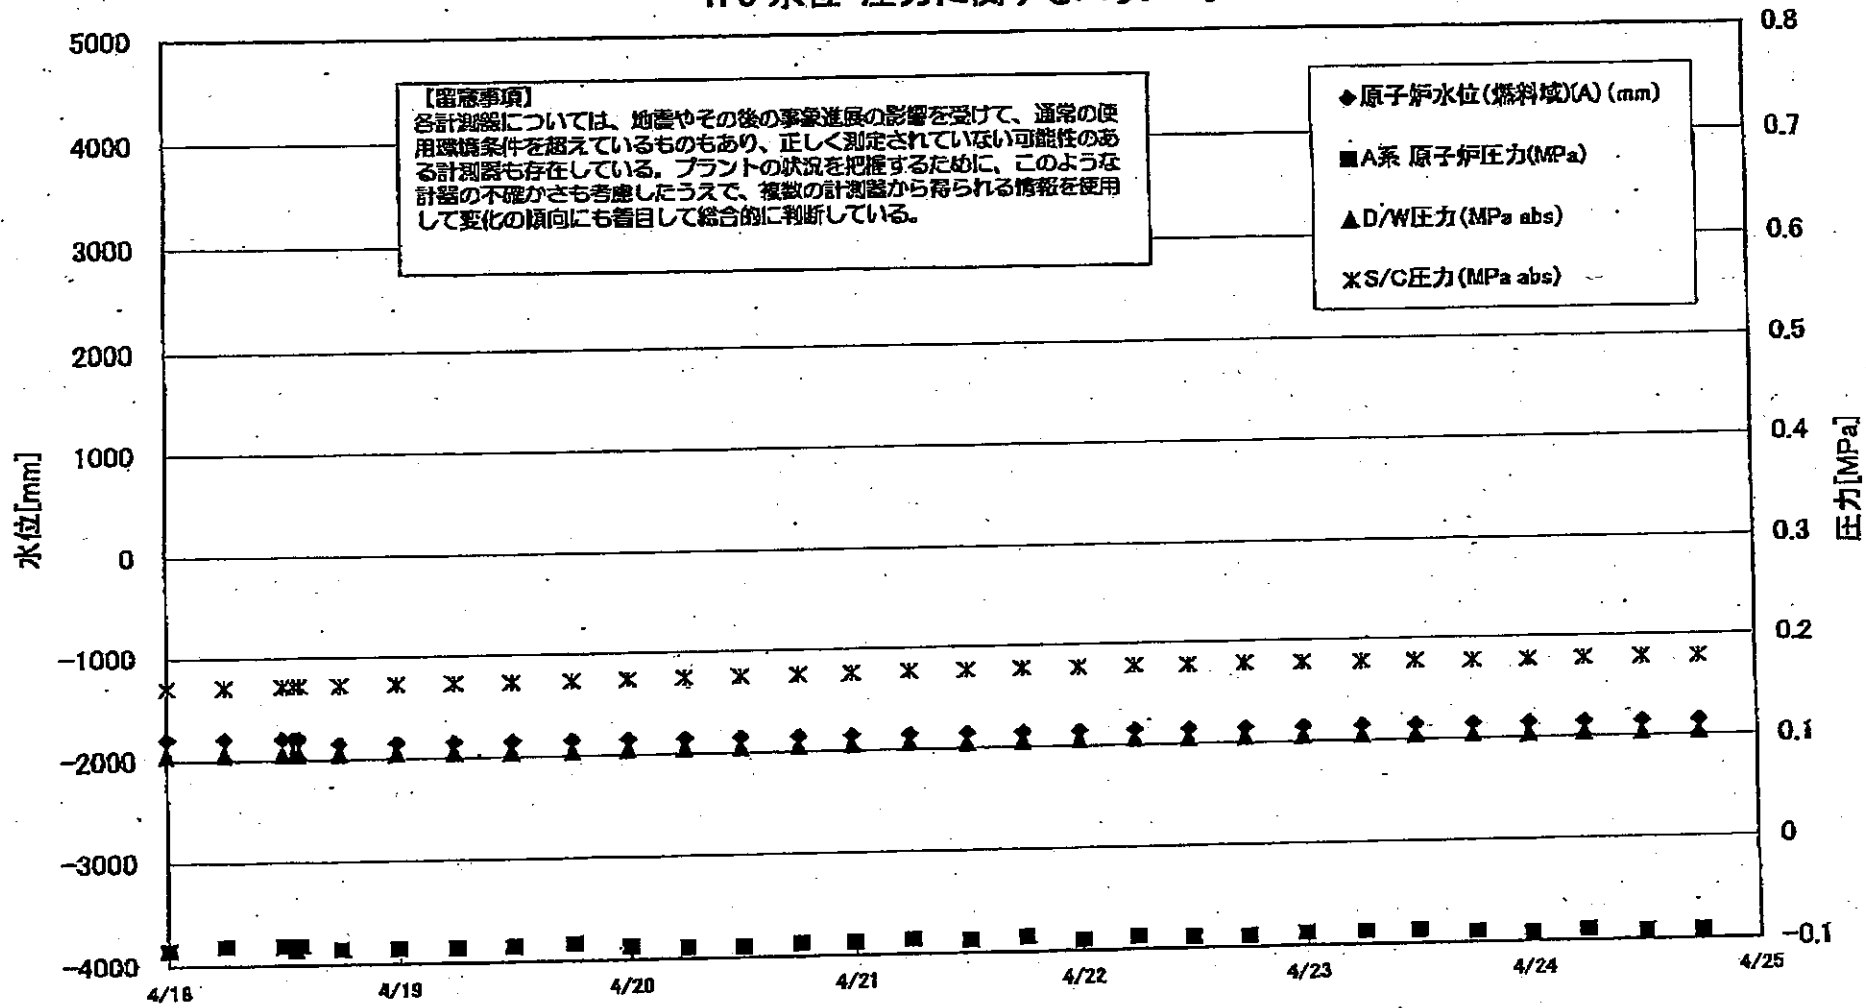 水位・圧力に関する
5000
4000
3000
2000
1000
0
-1000
-2000
-3000
-4000
水位[mm]
【留意事項】
各計測器については、地震やその後の事象進展の影響を受けて、通常の使
用環境条件を超えているものもあり、正しく測定されていない可能性のあ
る計測器も存在している。プラントの状況を把握するために、このような
計器の不確かさも考慮したうえで、複数の計測器から得られる情報を使用
して変化の傾向にも着目して総合的に判断している。
◆原子炉水位(燃料域)(A)(mm)
■A系 原子炉圧力(MPa)
▲D/W圧力(MPa abs)
S/C圧力(MPa abs)
0.8
0.7
0.6
0.5
0.4
0.3
0.2
0.1
0
-0.1
圧力[MPa]
4/18
4/19
4/20
4/21
4/22
4/23
4/24
4/25